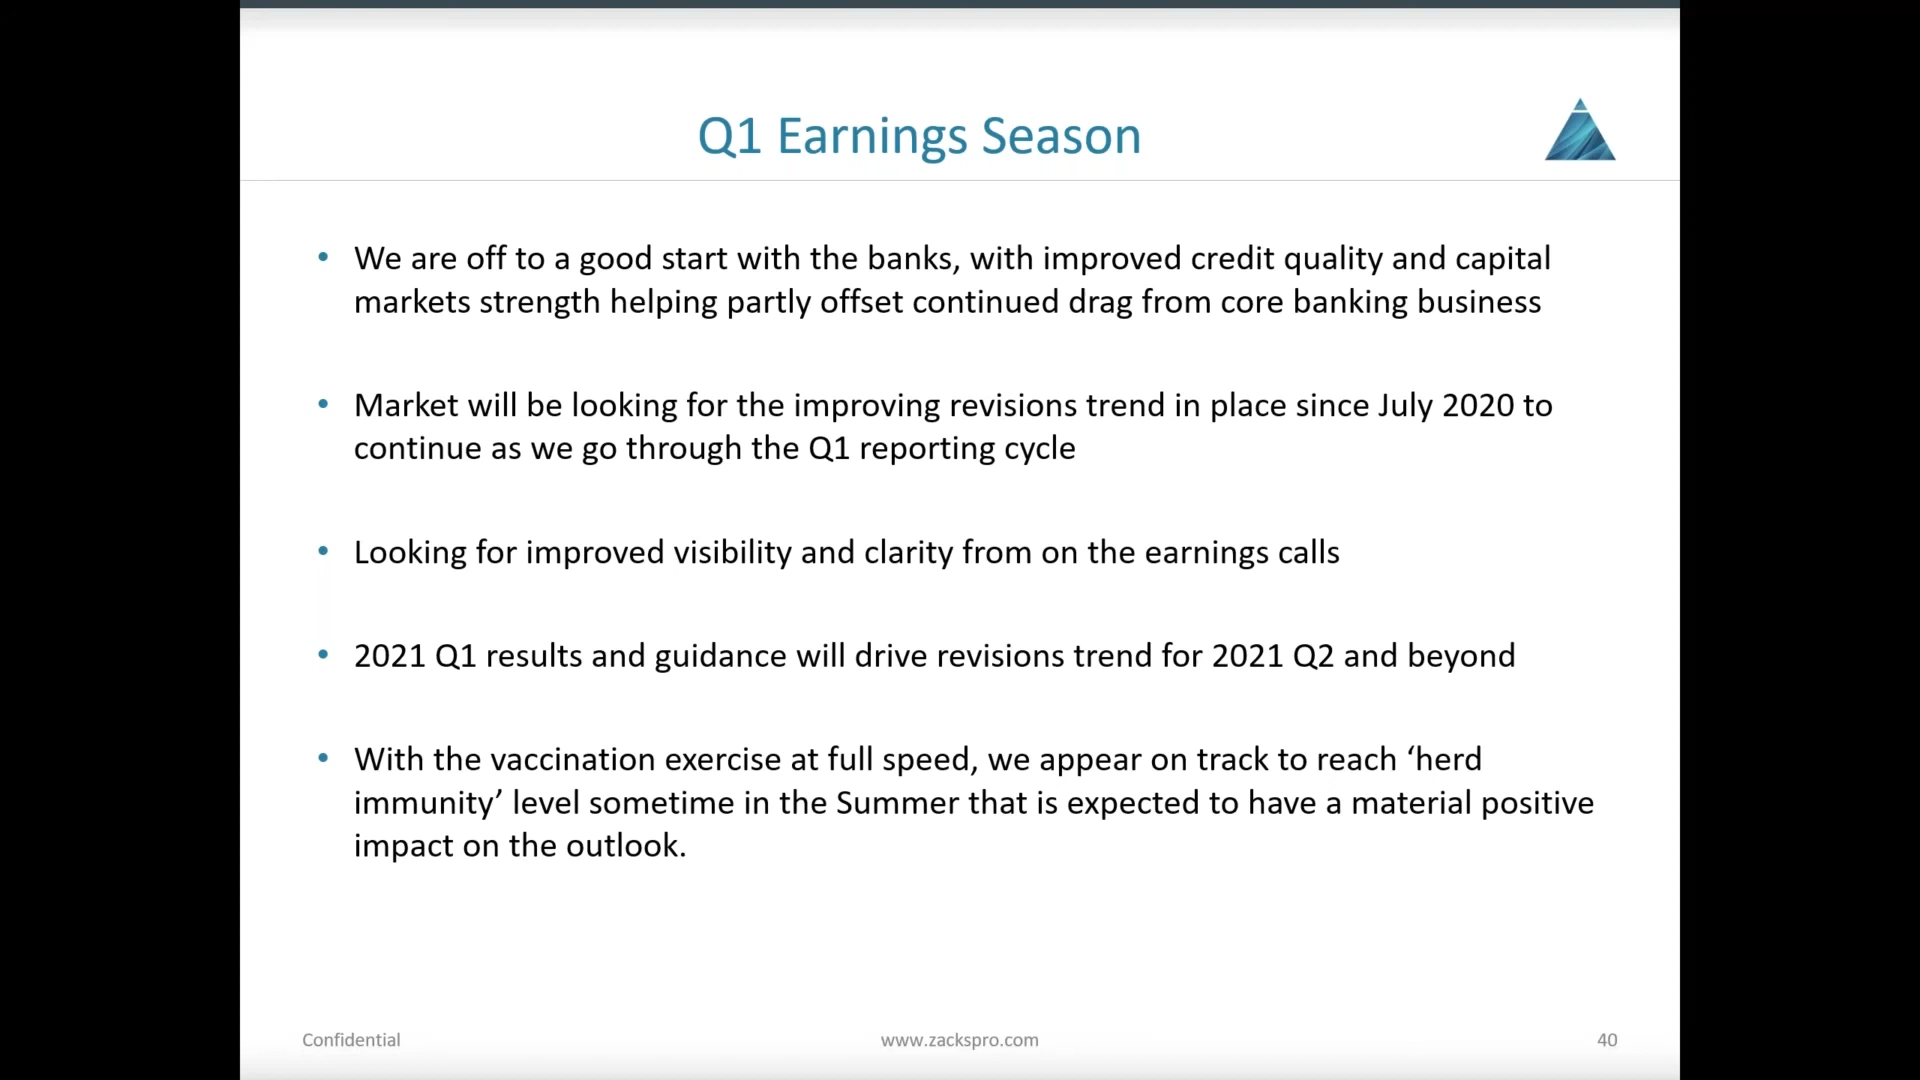 Q1 Earnings Season
• We are off to a good start with the banks, with improved credit quality and capital
markets strength helping partly offset continued drag from core banking business
• Market will be looking for the improving revisions trend in place since July 2020 to
continue as we go through the Q1 reporting cycle
• Looking for improved visibility and clarity from on the earnings calls
• 2021 Q1 results and guidance will drive revisions trend for 2021 Q2 and beyond
• With the vaccination exercise at full speed, we appear on track to reach ‘herd
immunity’ level sometime in the Summer that is expected to have a material positive
impact on the outlook.
Confidential
www.zackspro.com
40